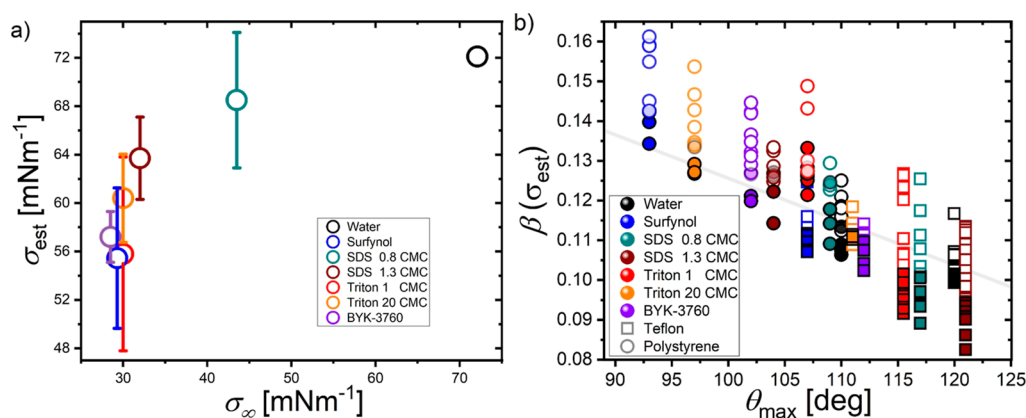 a)
72
68
64
60
56
52
48
σest [mNm-1]
Water
Surfynol
SDS 0.8 CMC
SDS 1.3 CMC
Triton 1 CMC
Triton 20 CMC
BYK-3760
30 40 50 60 70
σ∞ [mNm-1]
b)
0.16
0.15
0.14
0.13
0.12
0.11
0.10
0.09
0.08
β (σest)
Water
Surfynol
SDS 0.8 CMC
SDS 1.3 CMC
Triton 1 CMC
Triton 20 CMC
BYK-3760
Teflon
Polystyrene
90 95 100 105 110 115 120 125
θmax [deg]